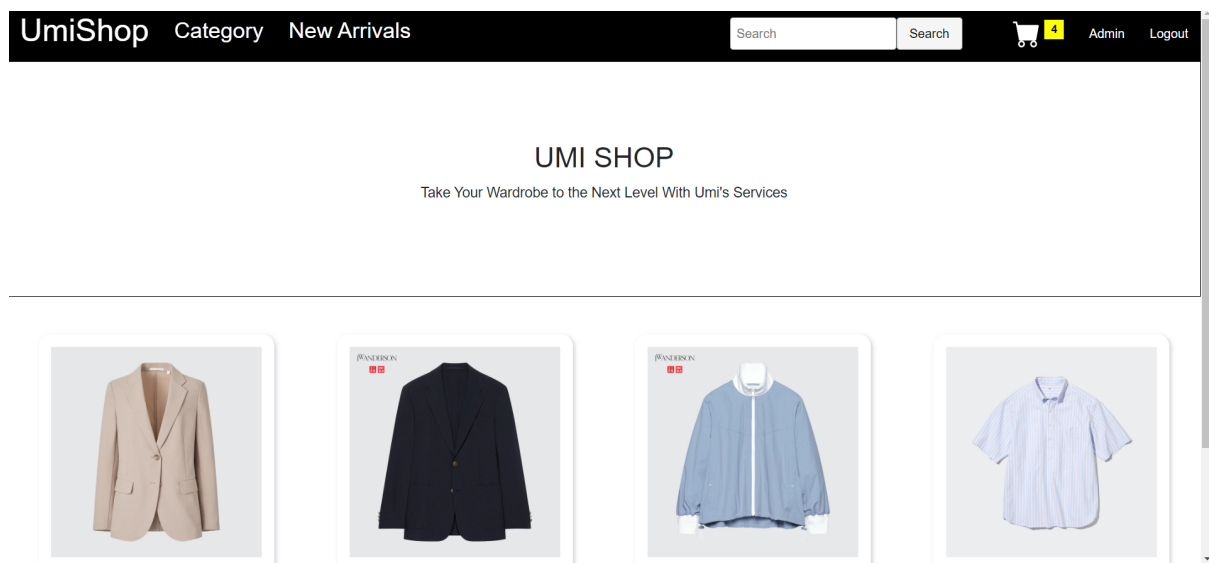 UmiShop Category New Arrivals Search Search 4 Admin Logout
UMI SHOP
Take Your Wardrobe to the Next Level With Umi's Services
JWANDERSON JWANDERSON